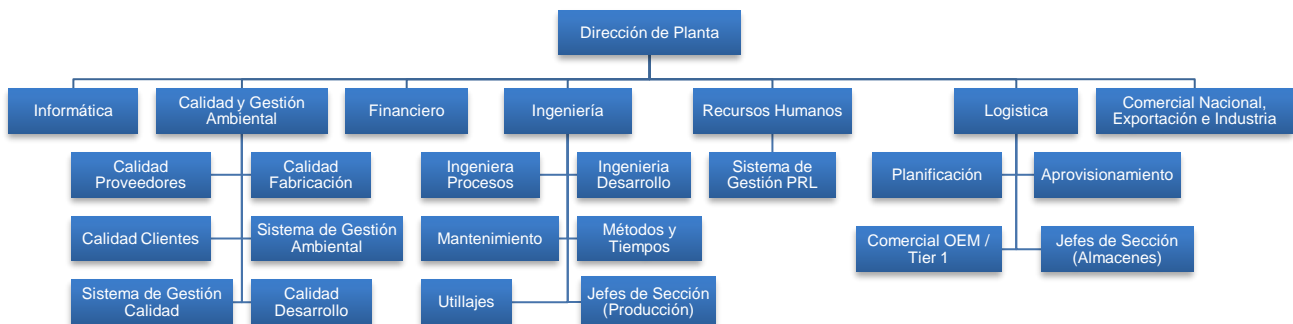 Dirección de Planta
Informática
Calidad y Gestión
Ambiental
Financiero
Ingeniería
Recursos Humanos
Logistica
Comercial Nacional,
Exportación e Industria
Calidad
Proveedores
Calidad
Fabricación
Ingeniera
Procesos
Ingenieria
Desarrollo
Sistema de
Gestión PRL
Planificación
Aprovisionamiento
Calidad Clientes
Sistema de Gestión
Ambiental
Mantenimiento
Métodos y
Tiempos
Comercial OEM /
Tier 1
Jefes de Sección
(Almacenes)
Sistema de Gestión
Calidad
Calidad
Desarrollo
Utillajes
Jefes de Sección
(Producción)